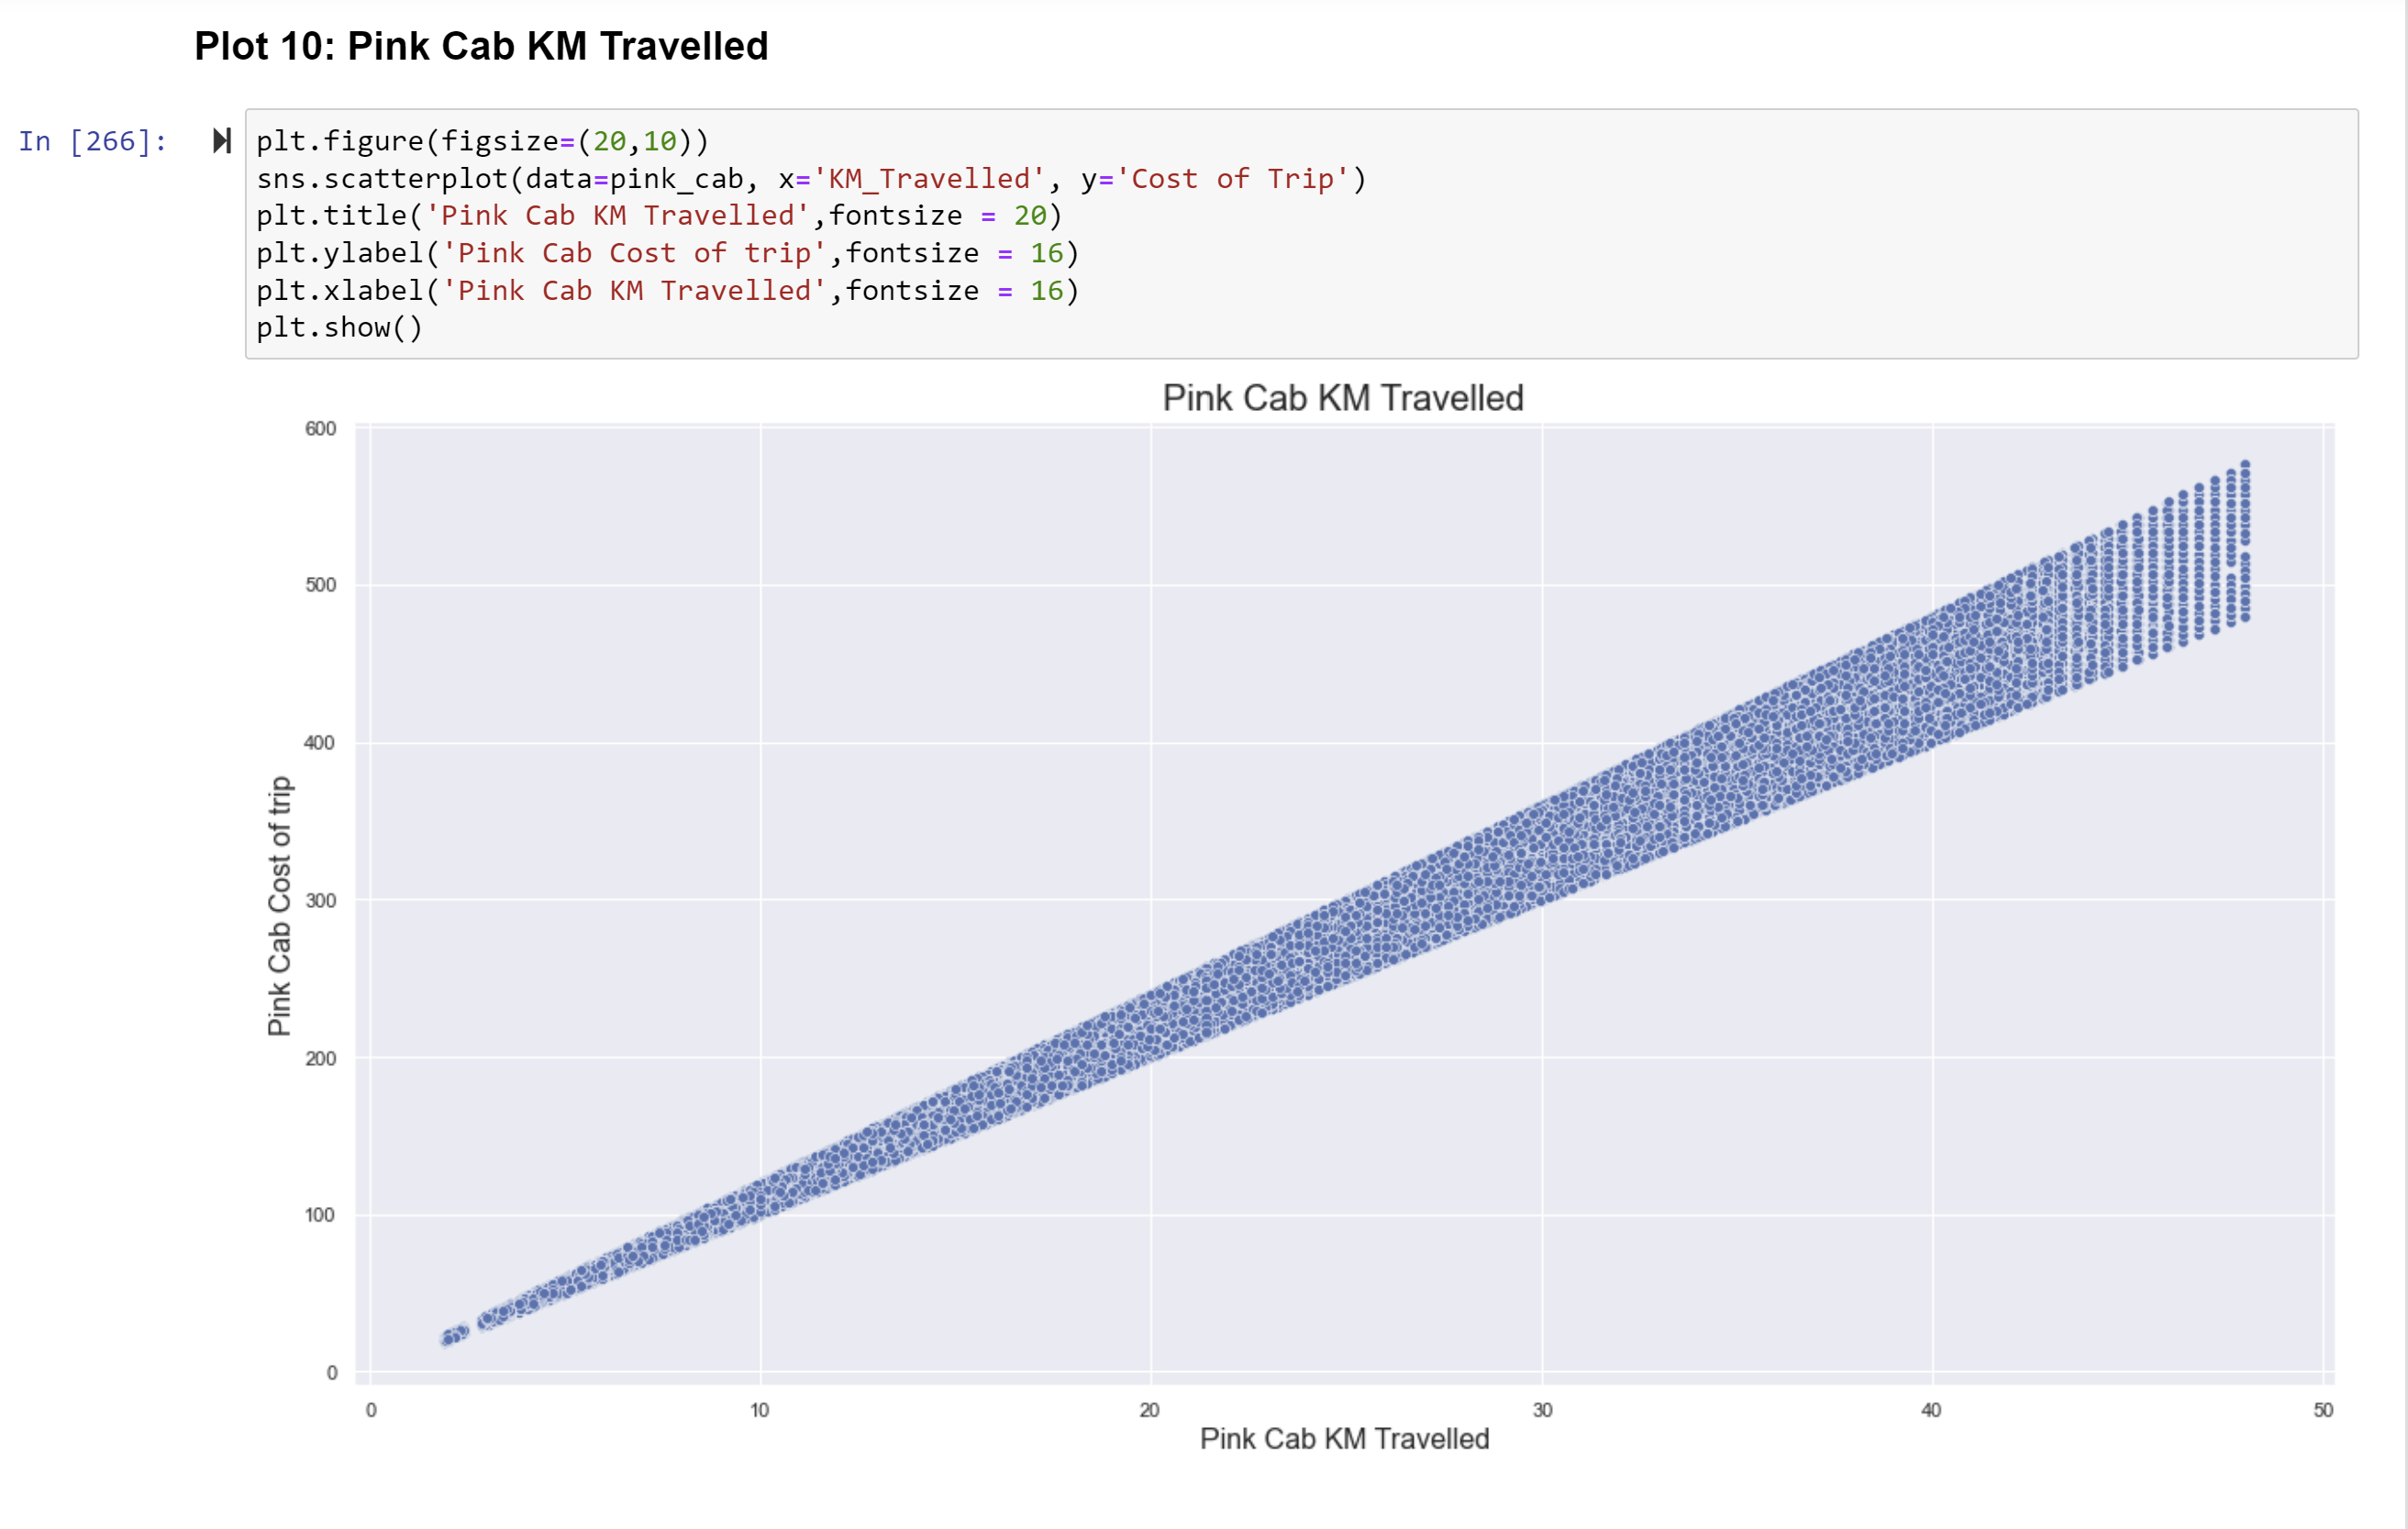 Plot 10: Pink Cab KM Travelled
In [266]:
plt.figure(figsize=(20,10))
sns.scatterplot(data=pink_cab, x='KM_Travelled', y='Cost of Trip')
plt.title('Pink Cab KM Travelled',fontsize = 20)
plt.ylabel('Pink Cab Cost of trip',fontsize = 16)
plt.xlabel('Pink Cab KM Travelled',fontsize = 16)
plt.show()
Pink Cab KM Travelled
600
500
400
300
200
100
0
Pink Cab Cost of trip
0 10 20 30 40 50
Pink Cab KM Travelled